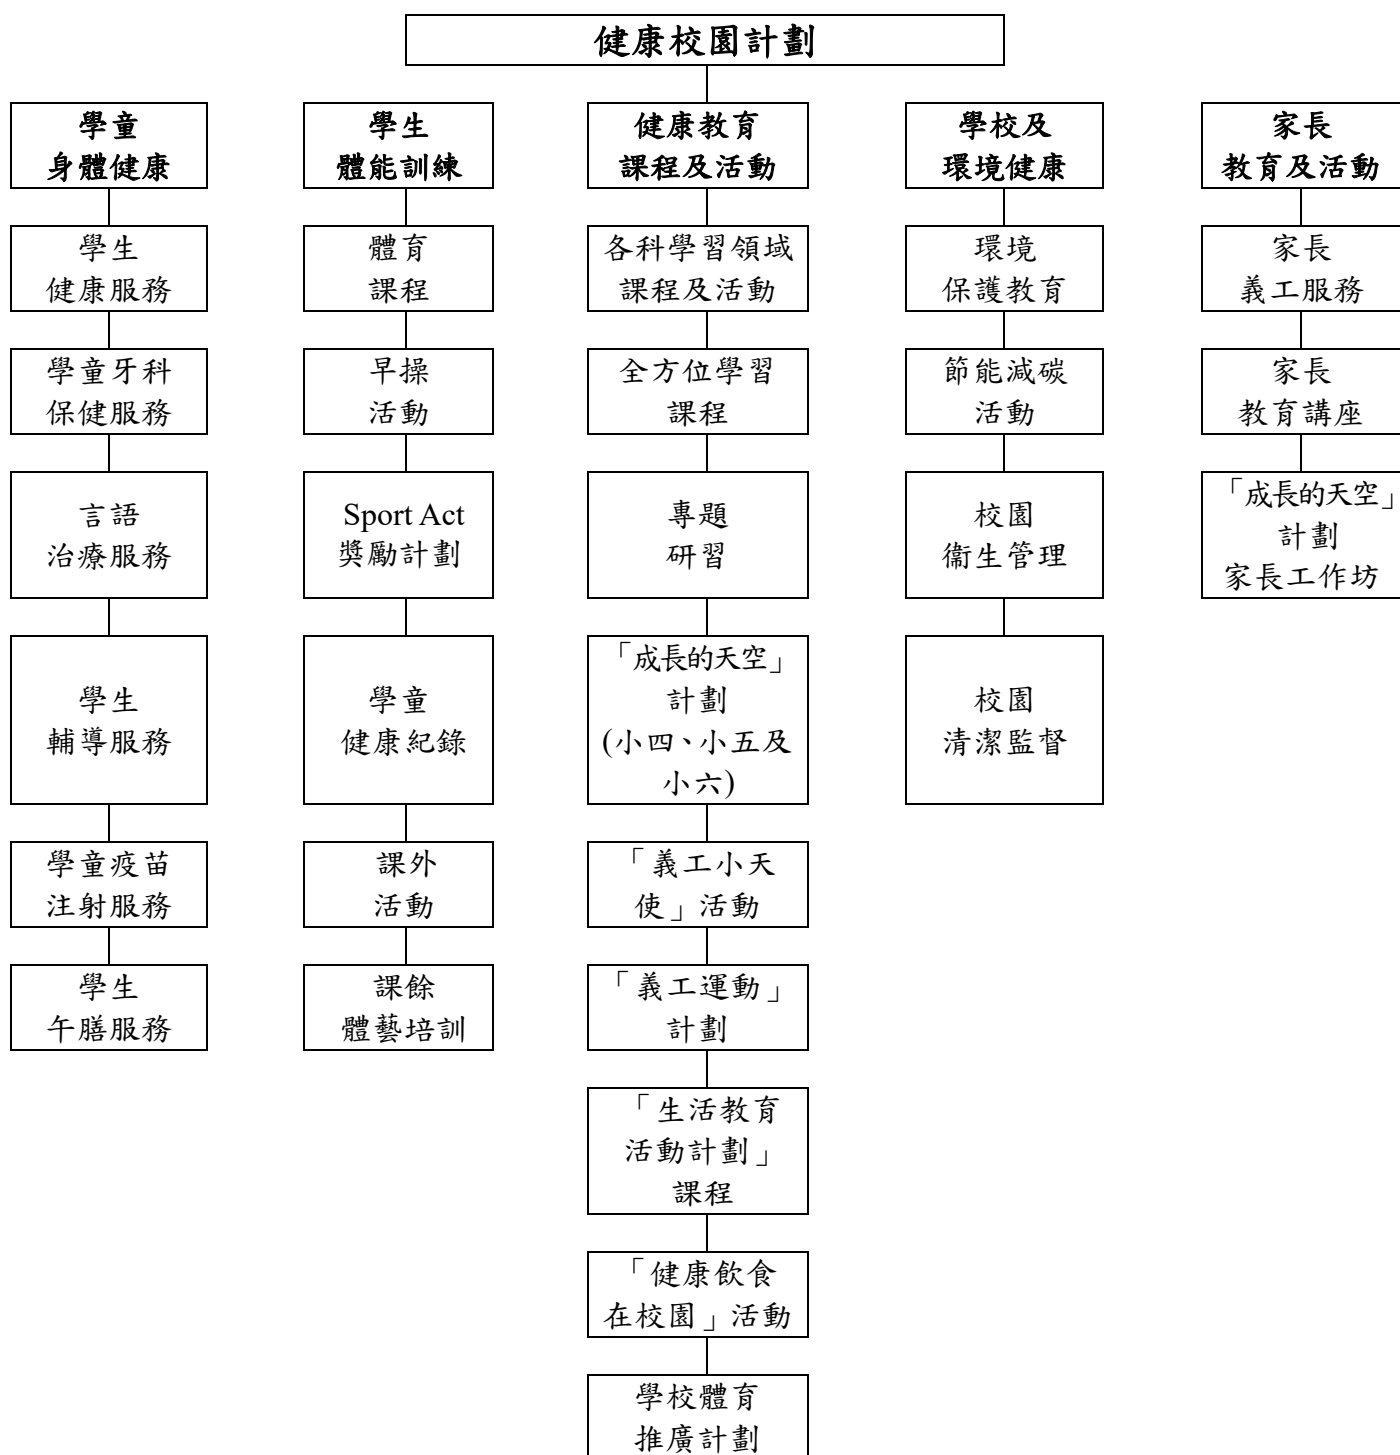 健康校園計劃
學童
身體健康
學生
健康服務
學童牙科
保健服務
言語
治療服務
學生
輔導服務
學童疫苗
注射服務
學生
午膳服務
學生
體能訓練
體育
課程
早操
活動
Sport Act
獎勵計劃
學童
健康紀錄
課外
活動
課餘
體藝培訓
健康教育
課程及活動
各科學習領域
課程及活動
全方位學習
課程
專題
研習
「成長的天空」
計劃
(小四、小五及
小六)
「義工小天
使」活動
「義工運動」
計劃
「生活教育
活動計劃」
課程
「健康飲食
在校園」活動
學校體育
推廣計劃
學校及
環境健康
環境
保護教育
節能減碳
活動
校園
衞生管理
校園
清潔監督
家長
教育及活動
家長
義工服務
家長
教育講座
「成長的天空」
計劃
家長工作坊